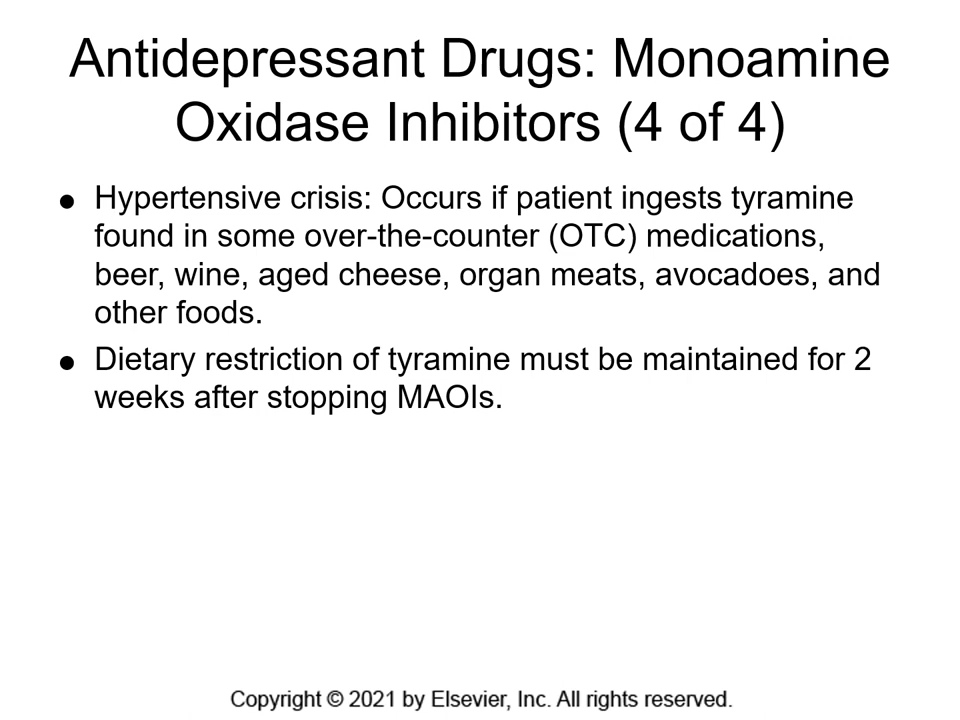 Antidepressant Drugs: Monoamine
Oxidase Inhibitors (4 of 4)
● Hypertensive crisis: Occurs if patient ingests tyramine
found in some over-the-counter (OTC) medications,
beer, wine, aged cheese, organ meats, avocadoes, and
other foods.
● Dietary restriction of tyramine must be maintained for 2
weeks after stopping MAOIs.
Copyright © 2021 by Elsevier, Inc. All rights reserved.